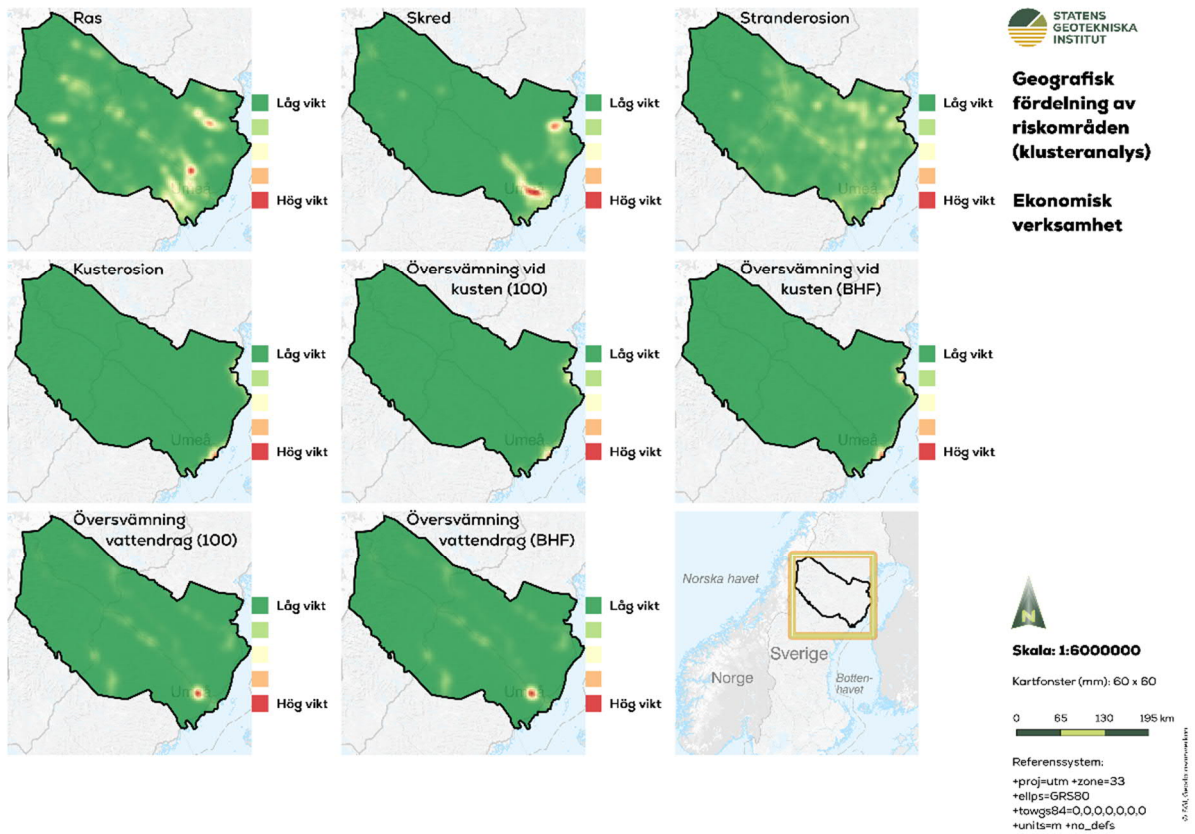 Ras
Låg vikt
Hög vikt
Umeå
Skred
Låg vikt
Hög vikt
Umeå
Stranderosion
Låg vikt
Hög vikt
Umeå
STATENS
GEOTEKNISKA
INSTITUT
Geografisk
fördelning av
riskområden
(klusteranalys)
Ekonomisk
verksamhet
Kusterosion
Låg vikt
Hög vikt
Umeå
Översvämning vid
kusten (100)
Låg vikt
Hög vikt
Umeå
Översvämning vid
kusten (BHF)
Låg vikt
Hög vikt
Umeå
Översvämning
vattendrag (100)
Låg vikt
Hög vikt
Umeå
Översvämning
vattendrag (BHF)
Låg vikt
Hög vikt
Umeå
Norska havet
Sverige
Norge
Botten-
havet
N
Skala: 1:6000000
Kartfonster (mm): 60 x 60
0 65 130 195 km
Referenssystem:
+proj=utm +zone=33
+ellps=GRS80
+towgs84=0,0,0,0,0,0,0
+units=m +no_defs
© SGI,